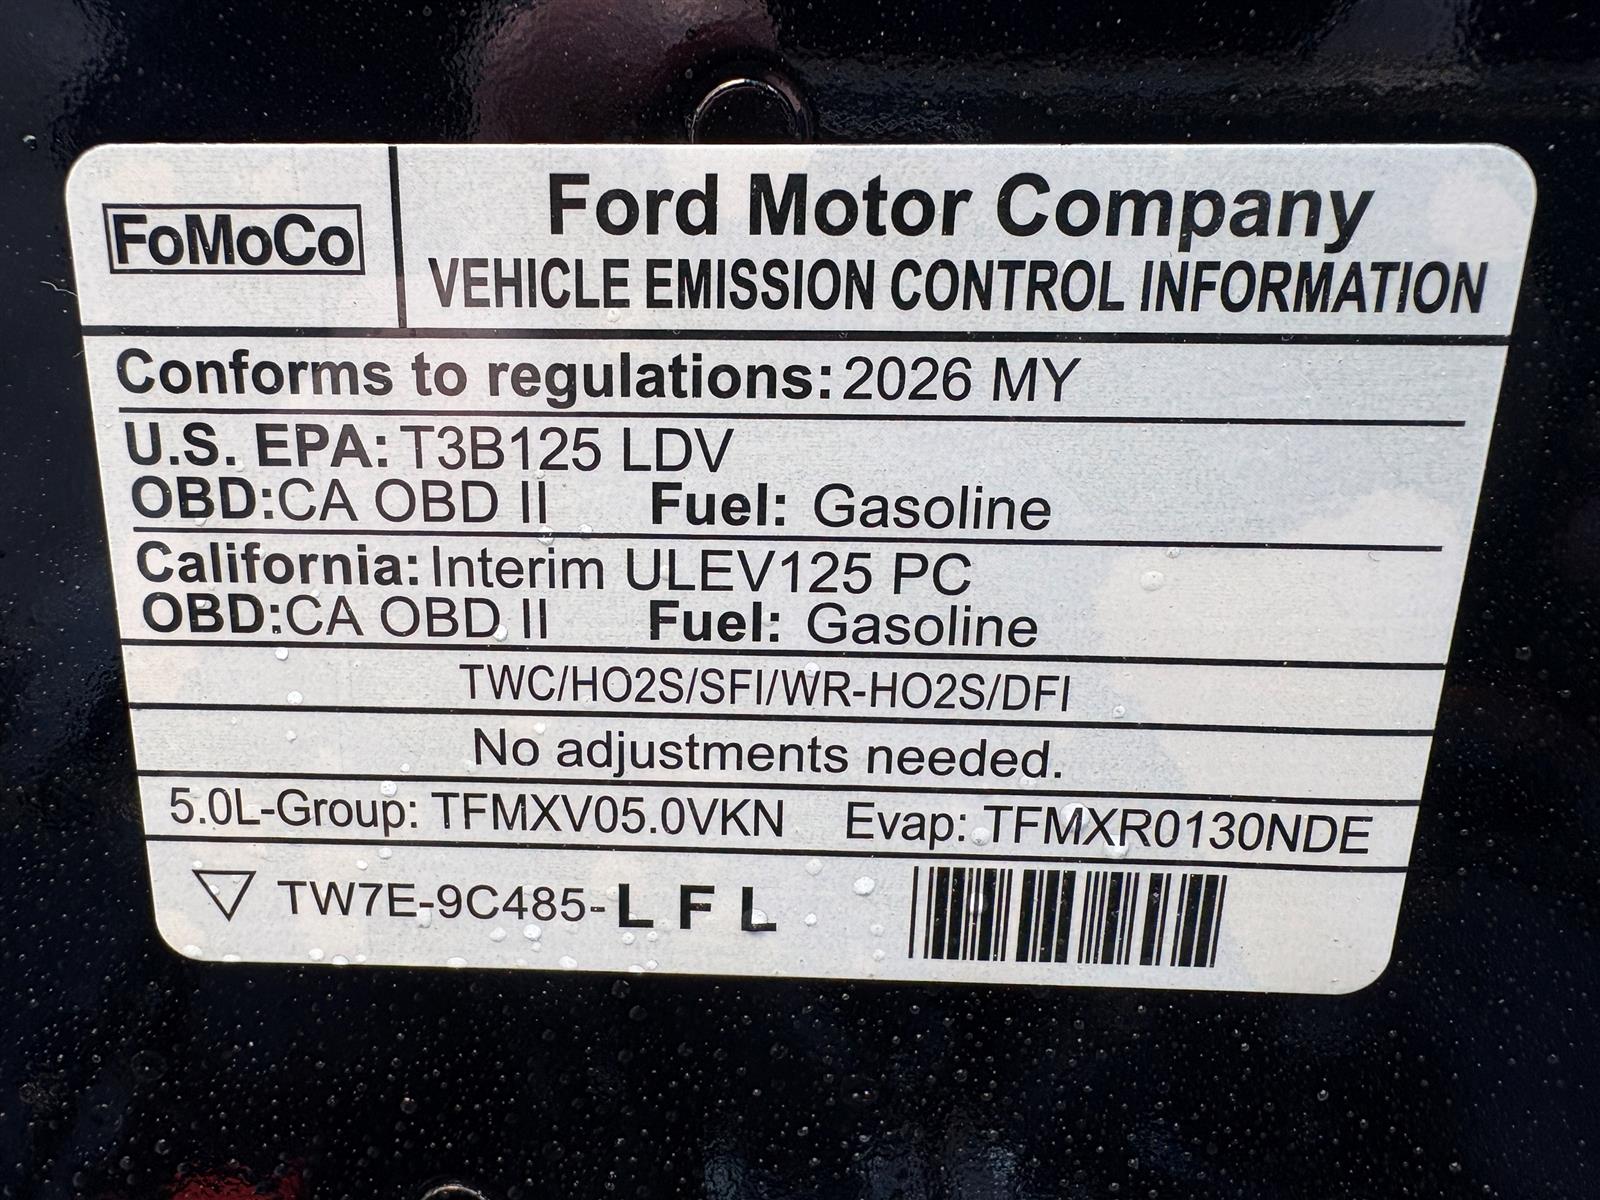 FoMoCo
Ford Motor Company
VEHICLE EMISSION CONTROL INFORMATION
Conforms to regulations: 2026 MY
U.S. EPA: T3B125 LDV
OBD: CA OBD II Fuel: Gasoline
California: Interim ULEV125 PC
OBD: CA OBD II Fuel: Gasoline
TWC/HO2S/SFI/WR-HO2S/DFI
No adjustments needed.
5.0L-Group: TFMXV05.0VKN Evap: TFMXR0130NDE
TW7E-9C485-LFL